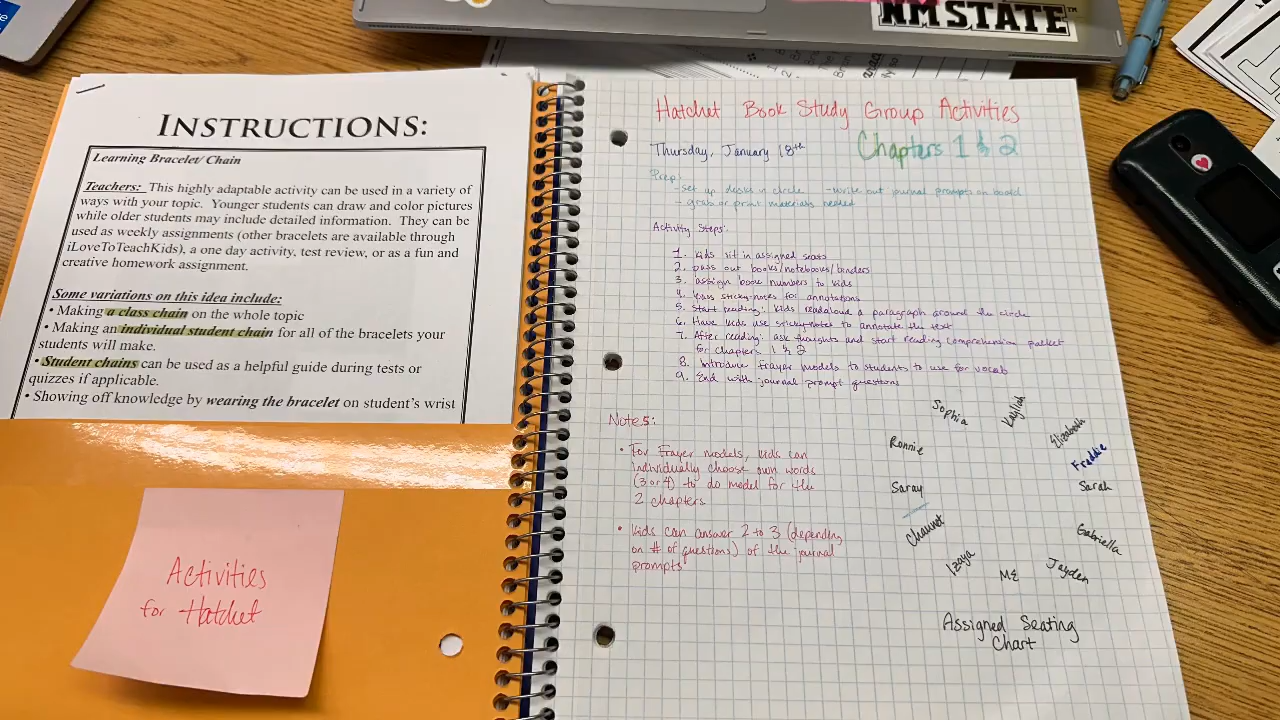 NM STATE
INSTRUCTIONS:
Learning Bracelet/ Chain
Teachers: This highly adaptable activity can be used in a variety of
ways with your topic. Younger students can draw and color pictures
while older students may include detailed information. They can be
used as weekly assignments (other bracelets are available through
iLoveToTeachKids), a one day activity, test review, or as a fun and
creative homework assignment.
Some variations on this idea include:
• Making a class chain on the whole topic
• Making an individual student chain for all of the bracelets your
students will make.
• Student chains can be used as a helpful guide during tests or
quizzes if applicable.
• Showing off knowledge by wearing the bracelet on student's wrist
Activities
for Hatchet
Hatchet Book Study Group Activities
Thursday, January 18th
Chapters 1 & 2
Prep:
- set up desks in circle - write out journal prompts on board
- grab or print materials needed
Activity Steps:
1. Kids sit in assigned seats
2. pass out books/notebooks/binders
3. assign book numbers to kids
4. Pass sticky-notes for annotations
5. Start reading: kids read aloud a paragraph around the circle
6. Have kids use sticky-notes to annotate the text
7. After reading: ask thoughts and start reading comprehension packet
for chapters 1 & 2
8. Introduce Frayer models to students to use for vocab
9. End with journal prompt questions
Notes:
• For Frayer models, kids can
individually choose own words
(3 or 4) to do model for the
2 chapters
• Kids can answer 2 to 3 (depending
on # of questions) of the journal
prompts
Sophia
Elizabeth
Ronnie
Freddie
Saray
Sarah
Gabriella
Izaya
ME
Jayden
Assigned Seating
Chart